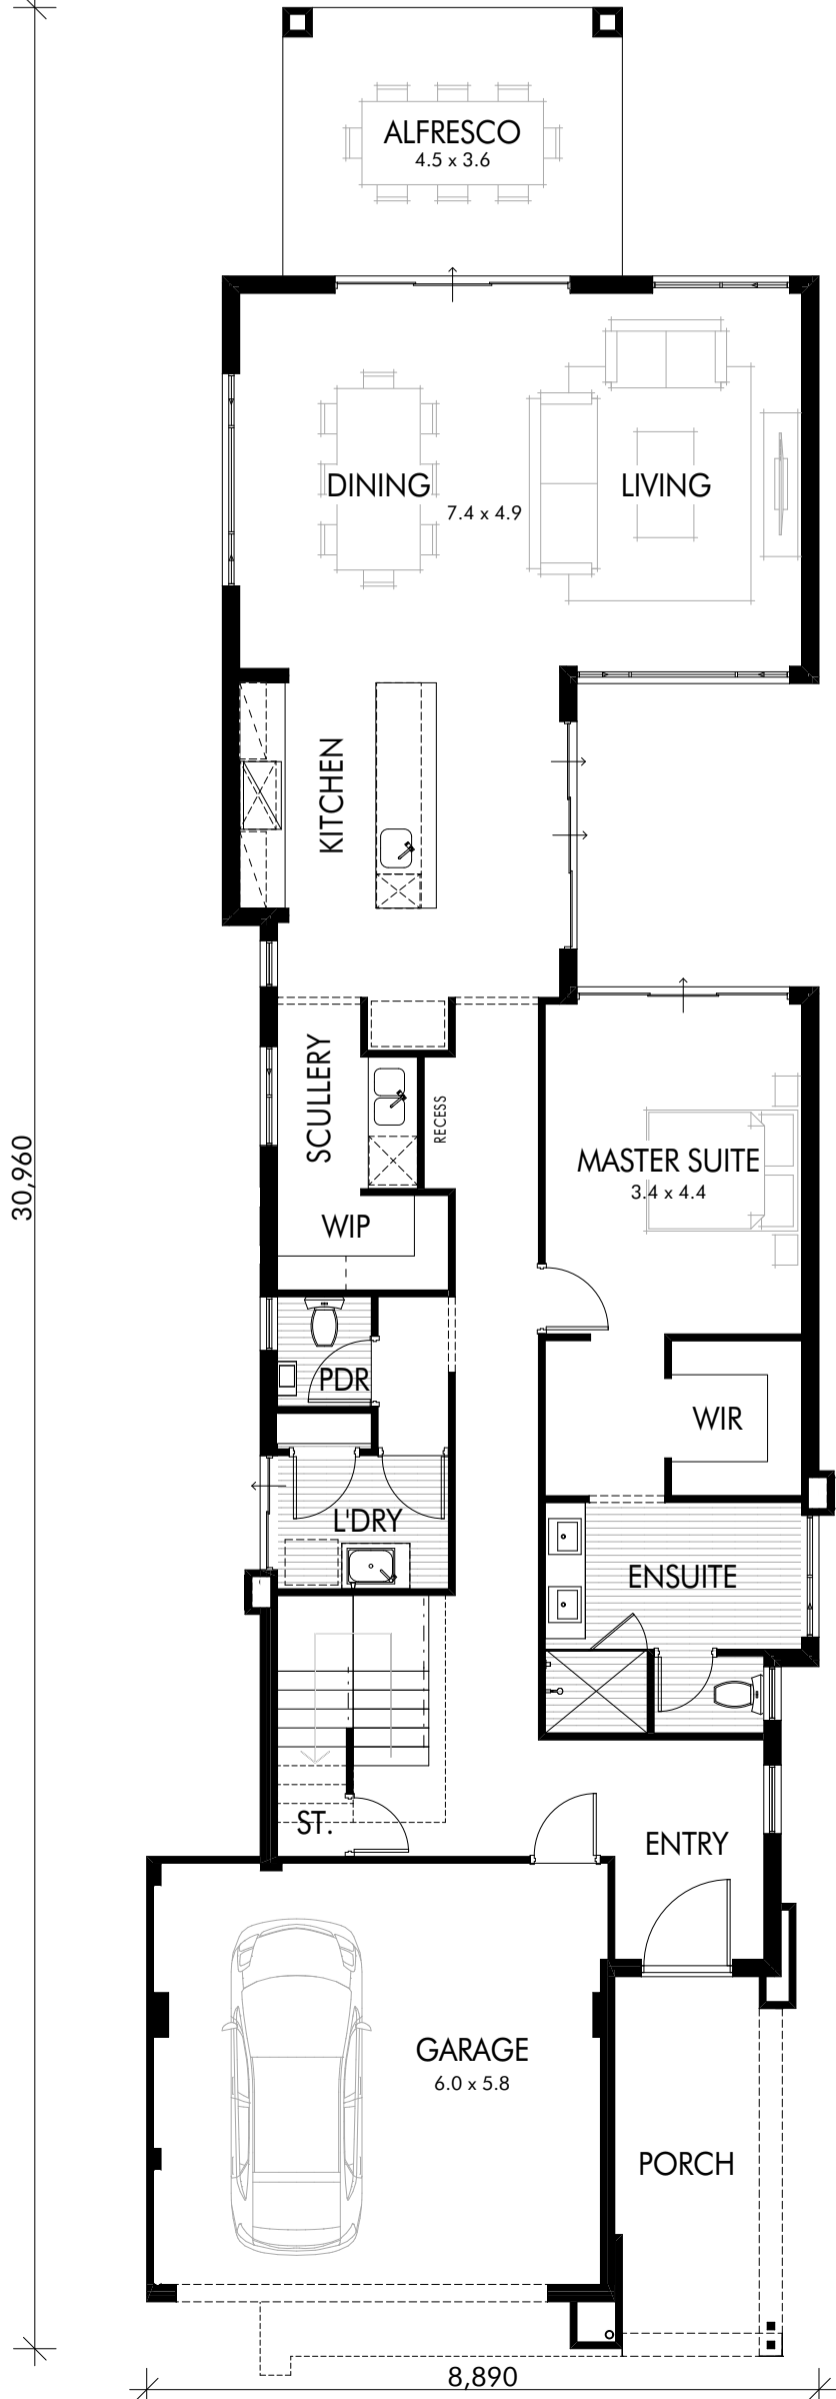 ALFRESCO
4.5 x 3.6
DINING
LIVING
7.4 x 4.9
KITCHEN
SCULLERY
RECESS
MASTER SUITE
3.4 x 4.4
30,960
WIP
PDR
WIR
L'DRY
ENSUITE
ST.
ENTRY
GARAGE
6.0 x 5.8
PORCH
8,890